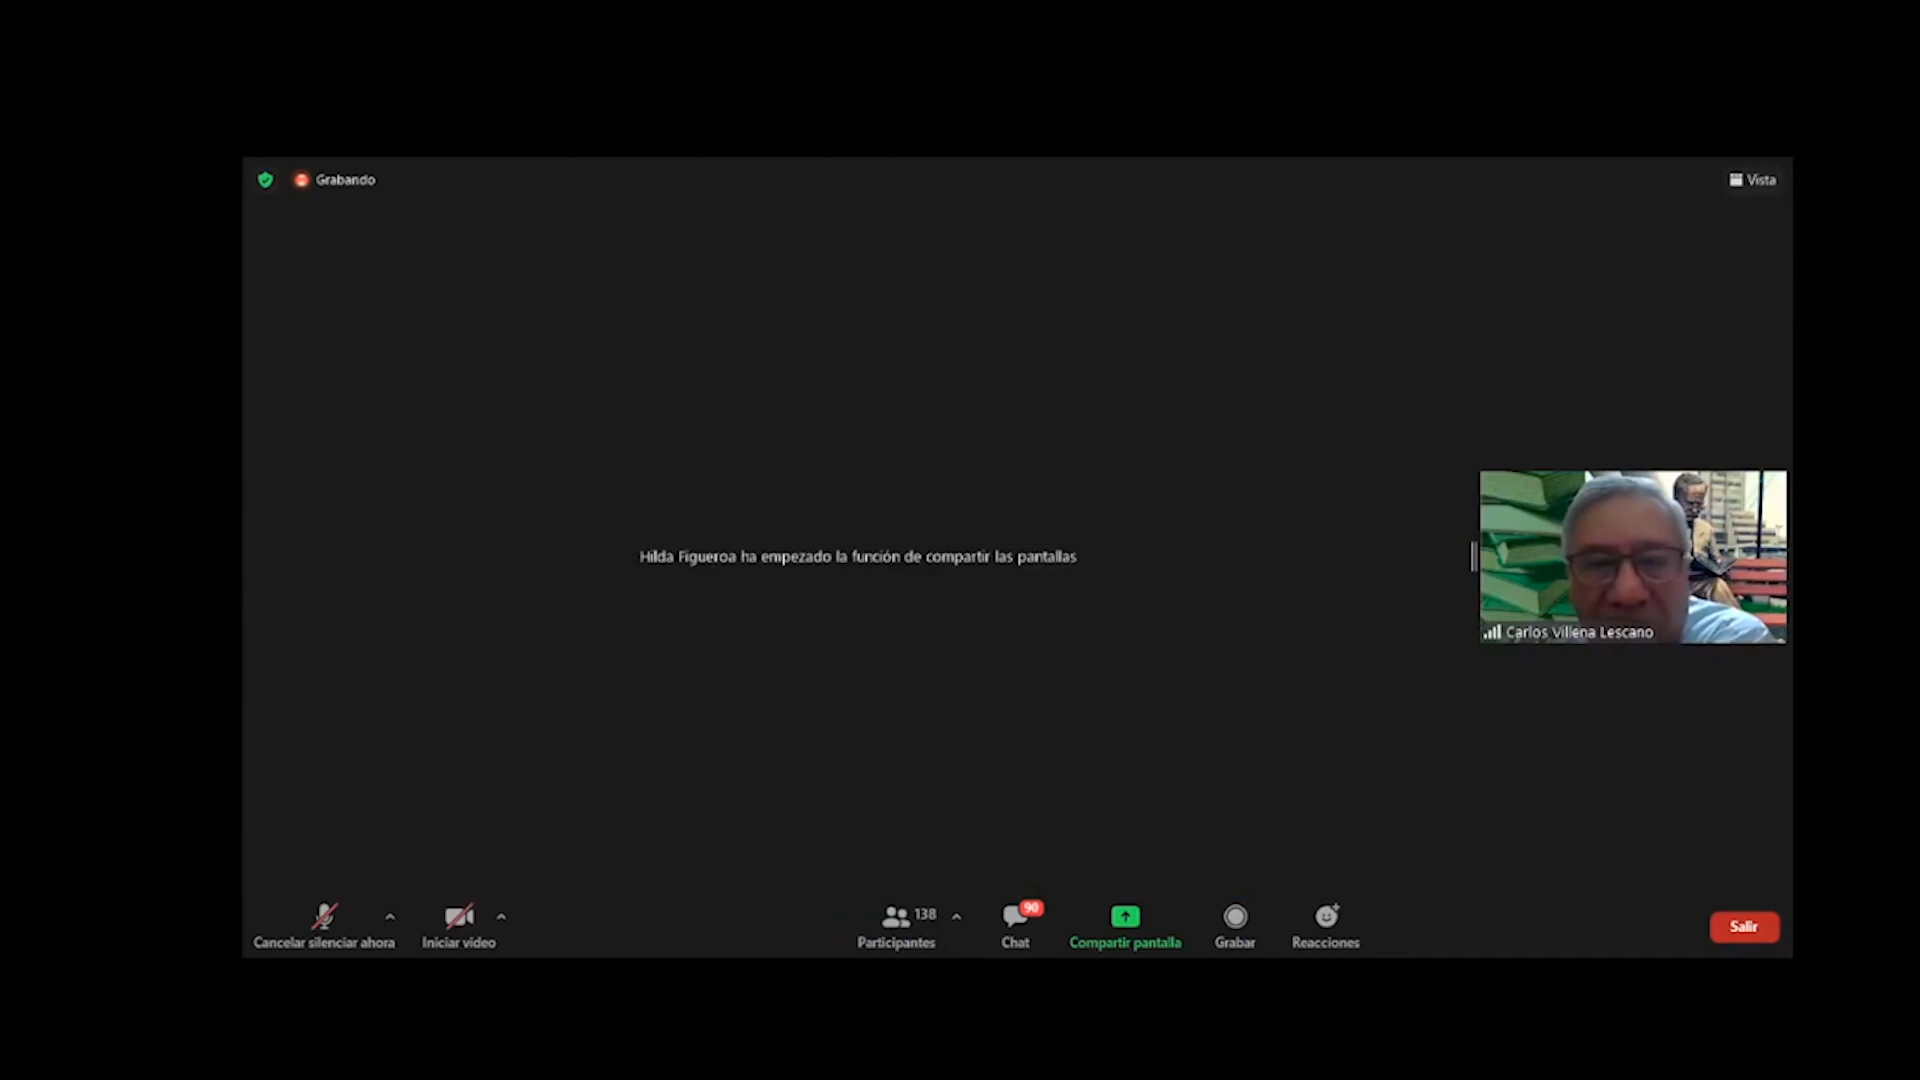 Grabando
Vista
Hilda Figueroa ha empezado la función de compartir las pantallas
Carlos Villena Lescano
138
90
Cancelar silenciar ahora
Iniciar video
Participantes
Chat
Compartir pantalla
Grabar
Reacciones
Salir